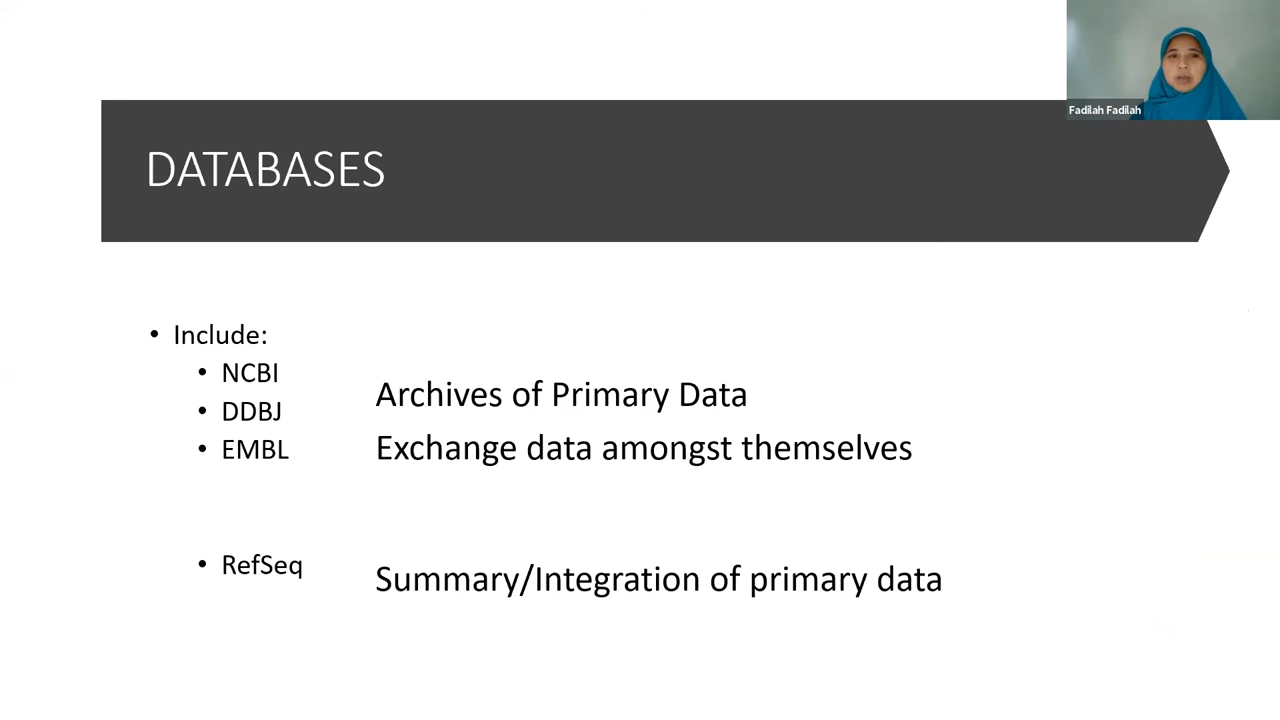 Fadilah Fadilah
DATABASES
• Include:
• NCBI
• DDBJ
• EMBL
Archives of Primary Data
Exchange data amongst themselves
• RefSeq
Summary/Integration of primary data